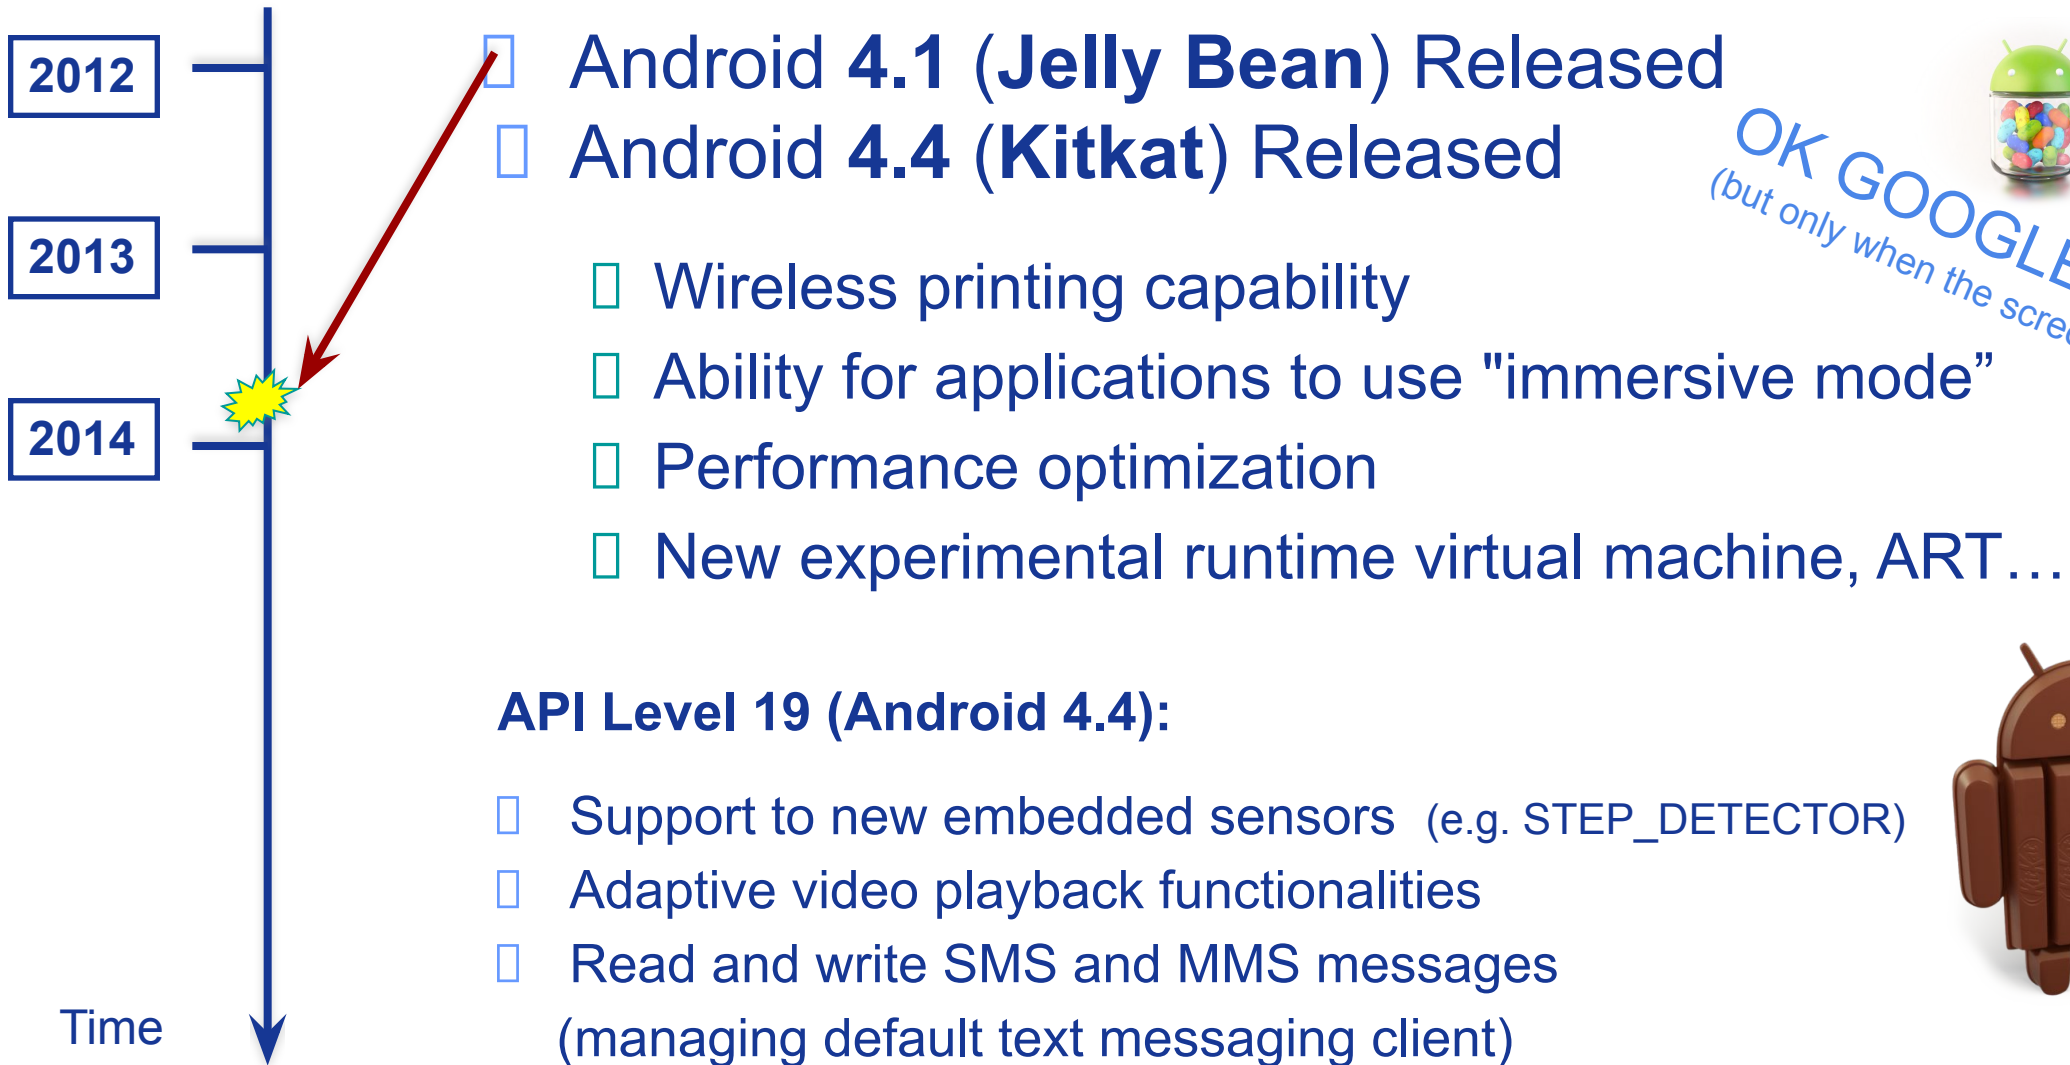 2012
2013
2014
Time
Android 4.1 (Jelly Bean) Released
Android 4.4 (Kitkat) Released
OK GOOGLE
(but only when the
Wireless printing capability
Ability for applications to use "immersive mode”
Performance optimization
New experimental runtime virtual machine, ART…
API Level 19 (Android 4.4):
Support to new embedded sensors (e.g. STEP_DETECTOR)
Adaptive video playback functionalities
Read and write SMS and MMS messages
(managing default text messaging client)